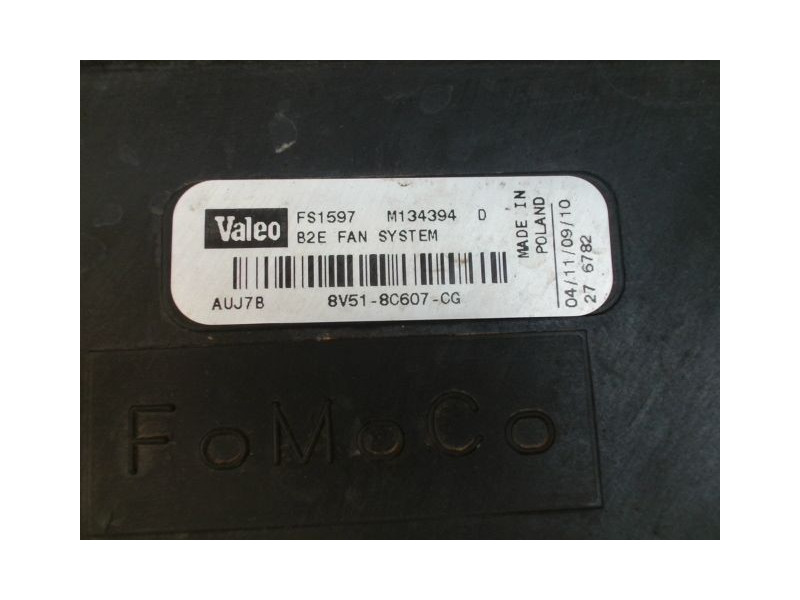 Valeo
FS1597 M134394 D
B2E FAN SYSTEM
AUJ7B 8V51-8C607-CG
MADE IN
POLAND
04/11/09/10
27 6782
FoMoCo